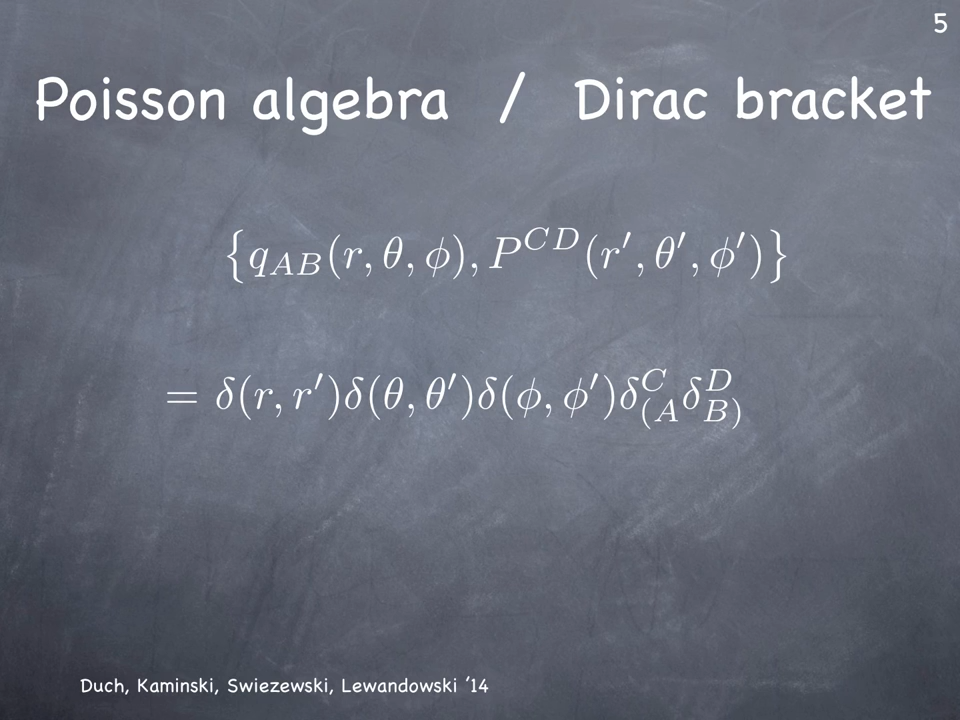 5
Poisson algebra / Dirac bracket
{q_{AB}(r, θ, ϕ), P^{CD}(r′, θ′, ϕ′)}
= δ(r, r′)δ(θ, θ′)δ(ϕ, ϕ′)δ^C_{(A}δ^D_{B)}
Duch, Kaminski, Swiezewski, Lewandowski ’14